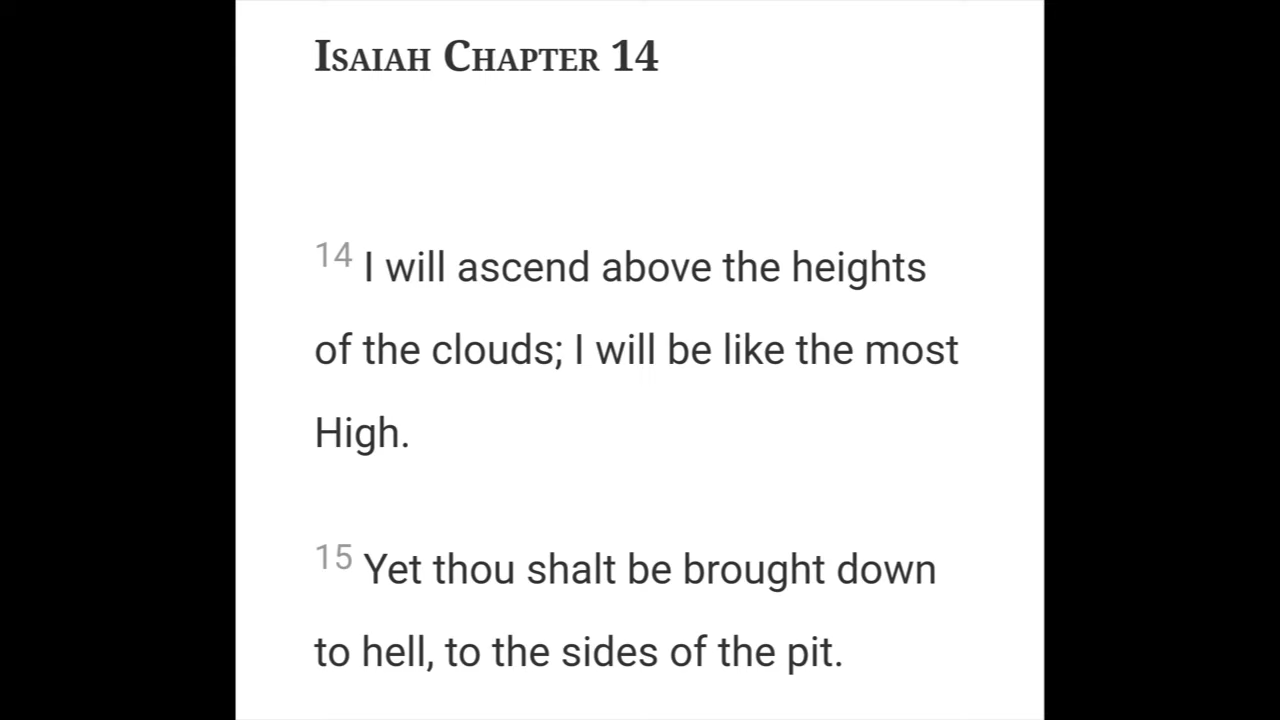 Isaiah Chapter 14
14 I will ascend above the heights
of the clouds; I will be like the most
High.
15 Yet thou shalt be brought down
to hell, to the sides of the pit.